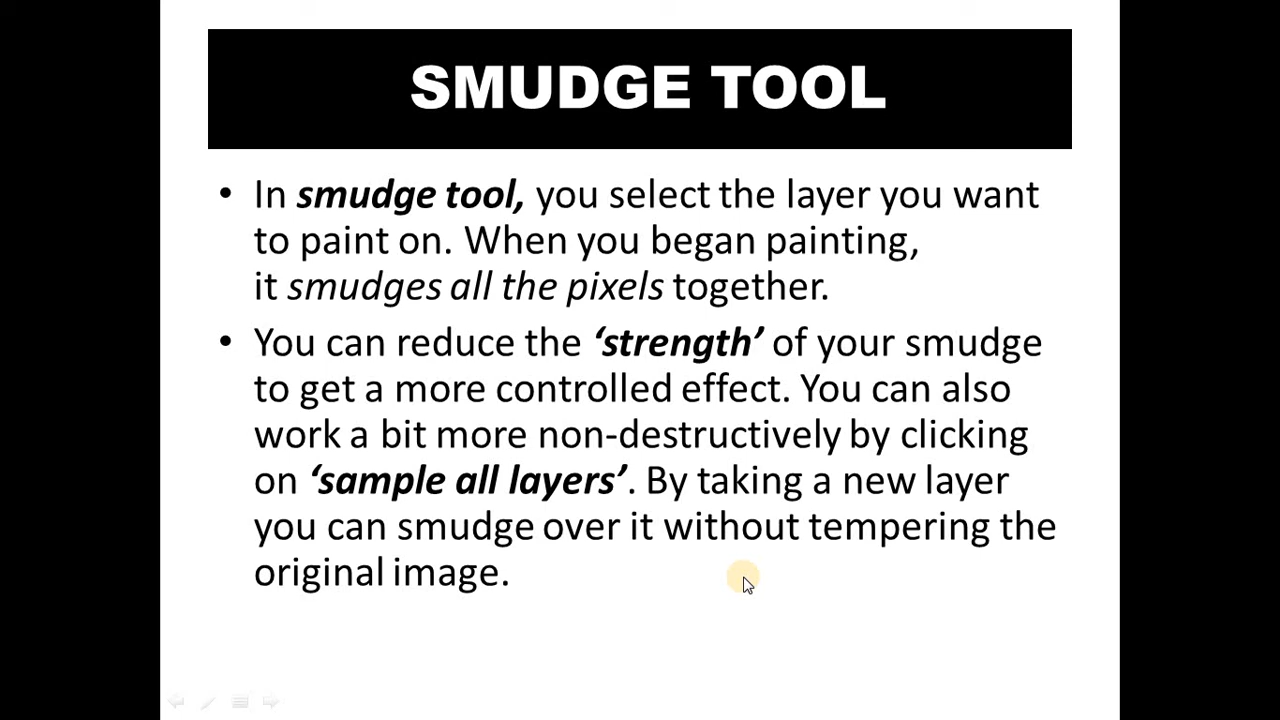 SMUDGE TOOL
• In smudge tool, you select the layer you want
to paint on. When you began painting,
it smudges all the pixels together.
• You can reduce the ‘strength’ of your smudge
to get a more controlled effect. You can also
work a bit more non-destructively by clicking
on ‘sample all layers’. By taking a new layer
you can smudge over it without tempering the
original image.